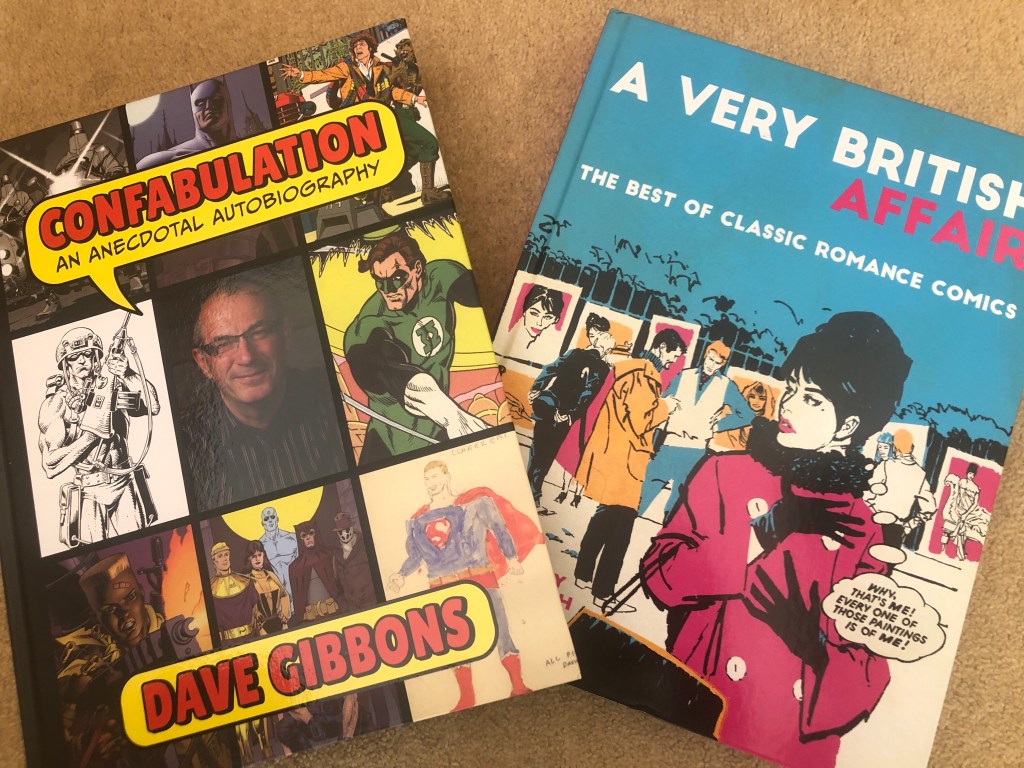 CONFABULATION
AN ANECDOTAL AUTOBIOGRAPHY
DAVE GIBBONS
A VERY BRITISH
AFFAIR
THE BEST OF CLASSIC ROMANCE COMICS
WHY,
THAT'S ME!
EVERY ONE OF
THOSE PAINTINGS
IS OF ME!